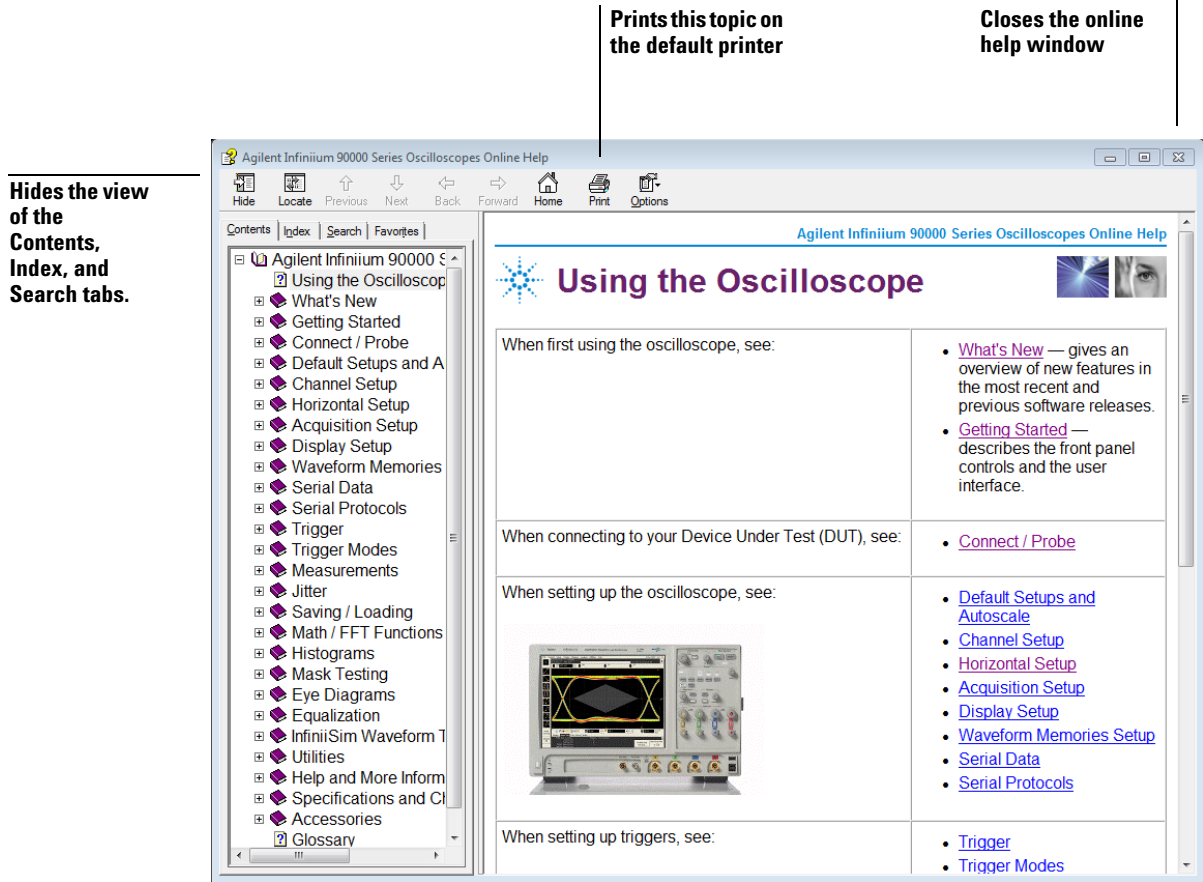 Prints this topic on
the default printer
Closes the online
help window
Hides the view
of the
Contents,
Index, and
Search tabs.
Agilent Infiniium 90000 Series Oscilloscopes Online Help
Hide Locate Previous Next Back Forward Home Print Options
Contents Index Search Favorites
Agilent Infiniium 90000 S
Using the Oscilloscop
What's New
Getting Started
Connect / Probe
Default Setups and A
Channel Setup
Horizontal Setup
Acquisition Setup
Display Setup
Waveform Memories
Serial Data
Serial Protocols
Trigger
Trigger Modes
Measurements
Jitter
Saving / Loading
Math / FFT Functions
Histograms
Mask Testing
Eye Diagrams
Equalization
InfiniiSim Waveform T
Utilities
Help and More Inform
Specifications and Ch
Accessories
Glossary
Agilent Infiniium 90000 Series Oscilloscopes Online Help
Using the Oscilloscope
When first using the oscilloscope, see:
• What's New — gives an
overview of new features in
the most recent and
previous software releases.
• Getting Started —
describes the front panel
controls and the user
interface.
When connecting to your Device Under Test (DUT), see:
• Connect / Probe
When setting up the oscilloscope, see:
• Default Setups and
Autoscale
• Channel Setup
• Horizontal Setup
• Acquisition Setup
• Display Setup
• Waveform Memories Setup
• Serial Data
• Serial Protocols
When setting up triggers, see:
• Trigger
• Trigger Modes